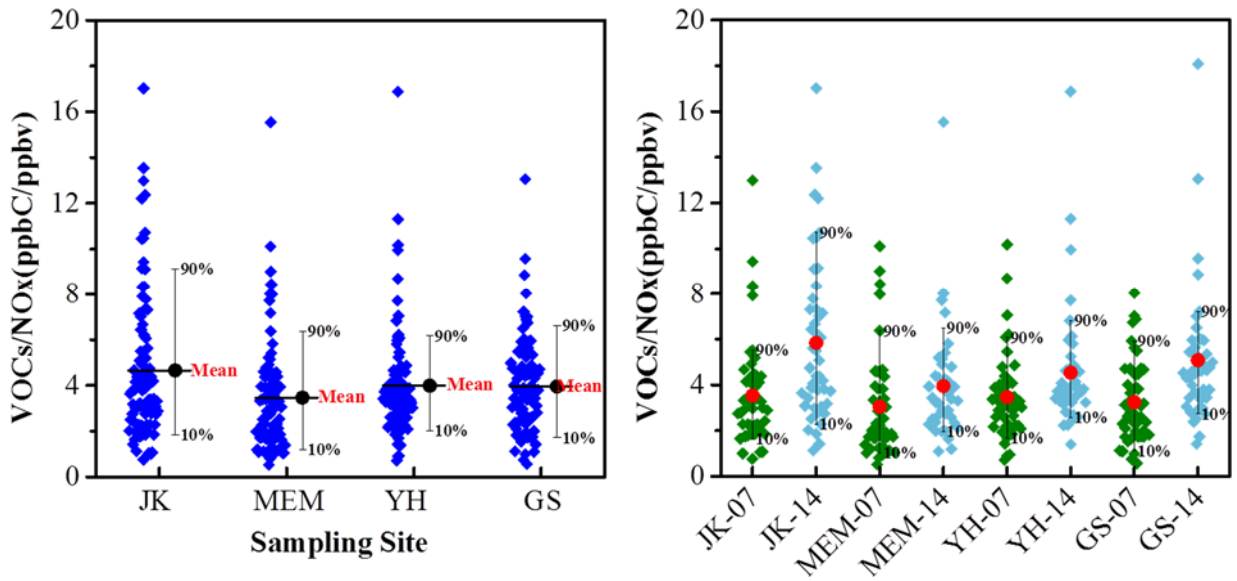 VOCs/NOx(ppbC/ppbv)
20
16
12
8
4
0
90%
Mean
10%
90%
Mean
10%
90%
Mean
10%
90%
Mean
10%
JK
MEM
YH
GS
Sampling Site
VOCs/NOx(ppbC/ppbv)
20
16
12
8
4
0
90%
10%
90%
10%
90%
10%
90%
10%
90%
10%
90%
10%
90%
10%
90%
10%
JK-07
JK-14
MEM-07
MEM-14
YH-07
YH-14
GS-07
GS-14